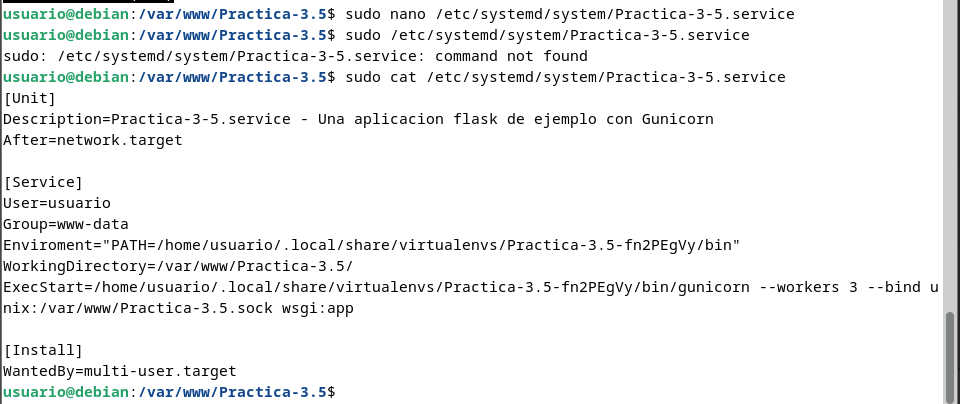 usuario@debian:/var/www/Practica-3.5$ sudo nano /etc/systemd/system/Practica-3-5.service
usuario@debian:/var/www/Practica-3.5$ sudo /etc/systemd/system/Practica-3-5.service
sudo: /etc/systemd/system/Practica-3-5.service: command not found
usuario@debian:/var/www/Practica-3.5$ sudo cat /etc/systemd/system/Practica-3-5.service
[Unit]
Description=Practica-3-5.service - Una aplicacion flask de ejemplo con Gunicorn
After=network.target

[Service]
User=usuario
Group=www-data
Enviroment="PATH=/home/usuario/.local/share/virtualenvs/Practica-3.5-fn2PEgVy/bin"
WorkingDirectory=/var/www/Practica-3.5/
ExecStart=/home/usuario/.local/share/virtualenvs/Practica-3.5-fn2PEgVy/bin/gunicorn --workers 3 --bind u
nix:/var/www/Practica-3.5.sock wsgi:app

[Install]
WantedBy=multi-user.target
usuario@debian:/var/www/Practica-3.5$